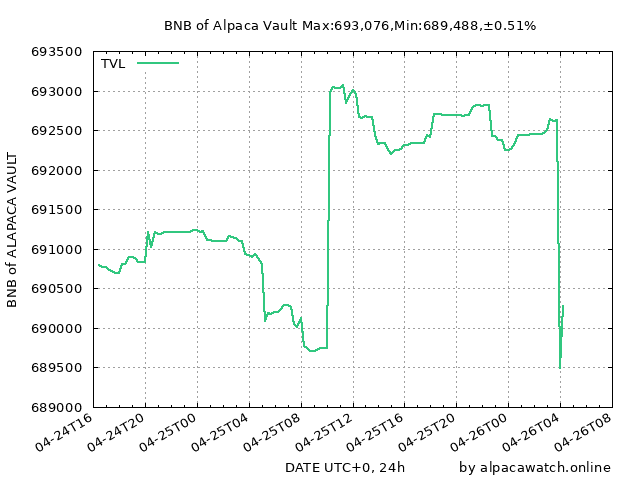 BNB of Alpaca Vault Max:693,076,Min:689,488,±0.51%
693500
TVL
693000
692500
692000
691500
691000
690500
690000
689500
689000
BNB of ALAPACA VAULT
04-24T16
04-24T20
04-25T00
04-25T04
04-25T08
04-25T12
04-25T16
04-25T20
04-26T00
04-26T04
04-26T08
DATE UTC+0, 24h
by alpacawatch.online